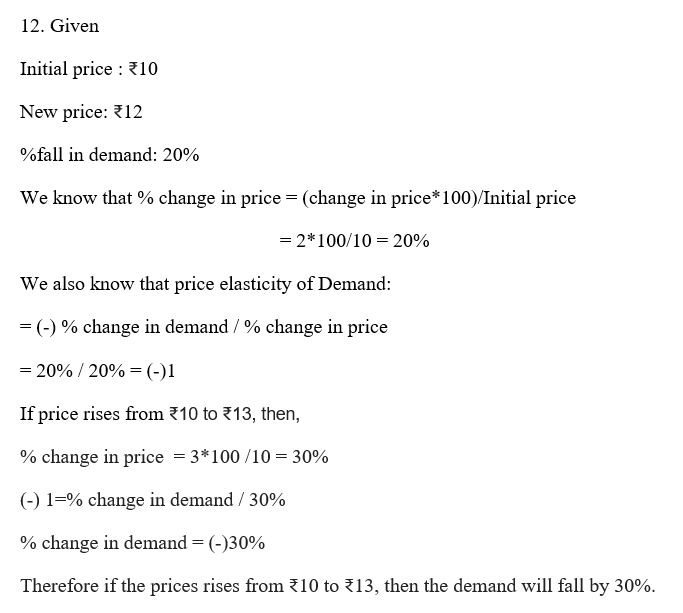 12. Given
Initial price : ₹10
New price: ₹12
%fall in demand: 20%
We know that % change in price = (change in price*100)/Initial price
= 2*100/10 = 20%
We also know that price elasticity of Demand:
= (-) % change in demand / % change in price
= 20% / 20% = (-)1
If price rises from ₹10 to ₹13, then,
% change in price  = 3*100 /10 = 30%
(-) 1=% change in demand / 30%
% change in demand = (-)30%
Therefore if the prices rises from ₹10 to ₹13, then the demand will fall by 30%.